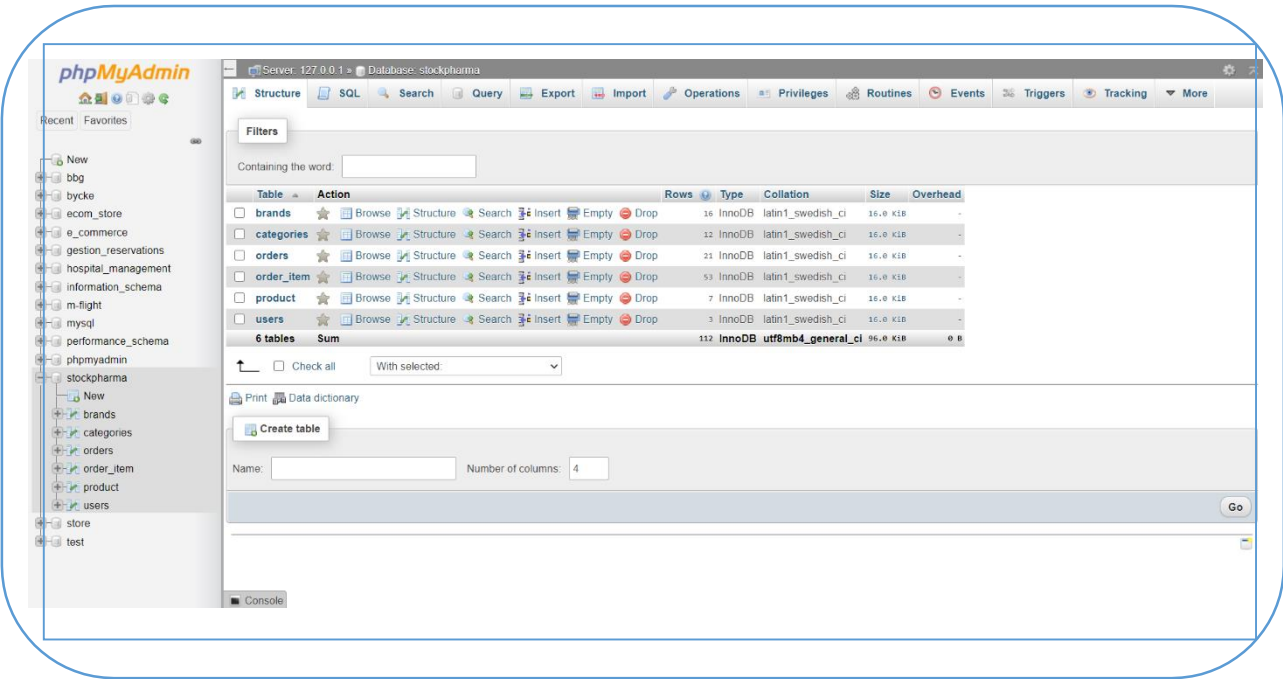 phpMyAdmin
Recent Favorites
New
bbg
bycke
ecom_store
e_commerce
gestion_reservations
hospital_management
information_schema
m-flight
mysql
performance_schema
phpmyadmin
stockpharma
New
brands
categories
orders
order_item
product
users
store
test
Server: 127.0.0.1 » Database: stockpharma
Structure SQL Search Query Export Import Operations Privileges Routines Events Triggers Tracking More
Filters
Containing the word:
Table Action Rows Type Collation Size Overhead
brands Browse Structure Search Insert Empty Drop 16 InnoDB latin1_swedish_ci 16.0 KiB -
categories Browse Structure Search Insert Empty Drop 12 InnoDB latin1_swedish_ci 16.0 KiB -
orders Browse Structure Search Insert Empty Drop 21 InnoDB latin1_swedish_ci 16.0 KiB -
order_item Browse Structure Search Insert Empty Drop 53 InnoDB latin1_swedish_ci 16.0 KiB -
product Browse Structure Search Insert Empty Drop 7 InnoDB latin1_swedish_ci 16.0 KiB -
users Browse Structure Search Insert Empty Drop 3 InnoDB latin1_swedish_ci 16.0 KiB -
6 tables Sum 112 InnoDB utf8mb4_general_ci 96.0 KiB 0 B
Check all With selected:
Print Data dictionary
Create table
Name: Number of columns: 4
Go
Console